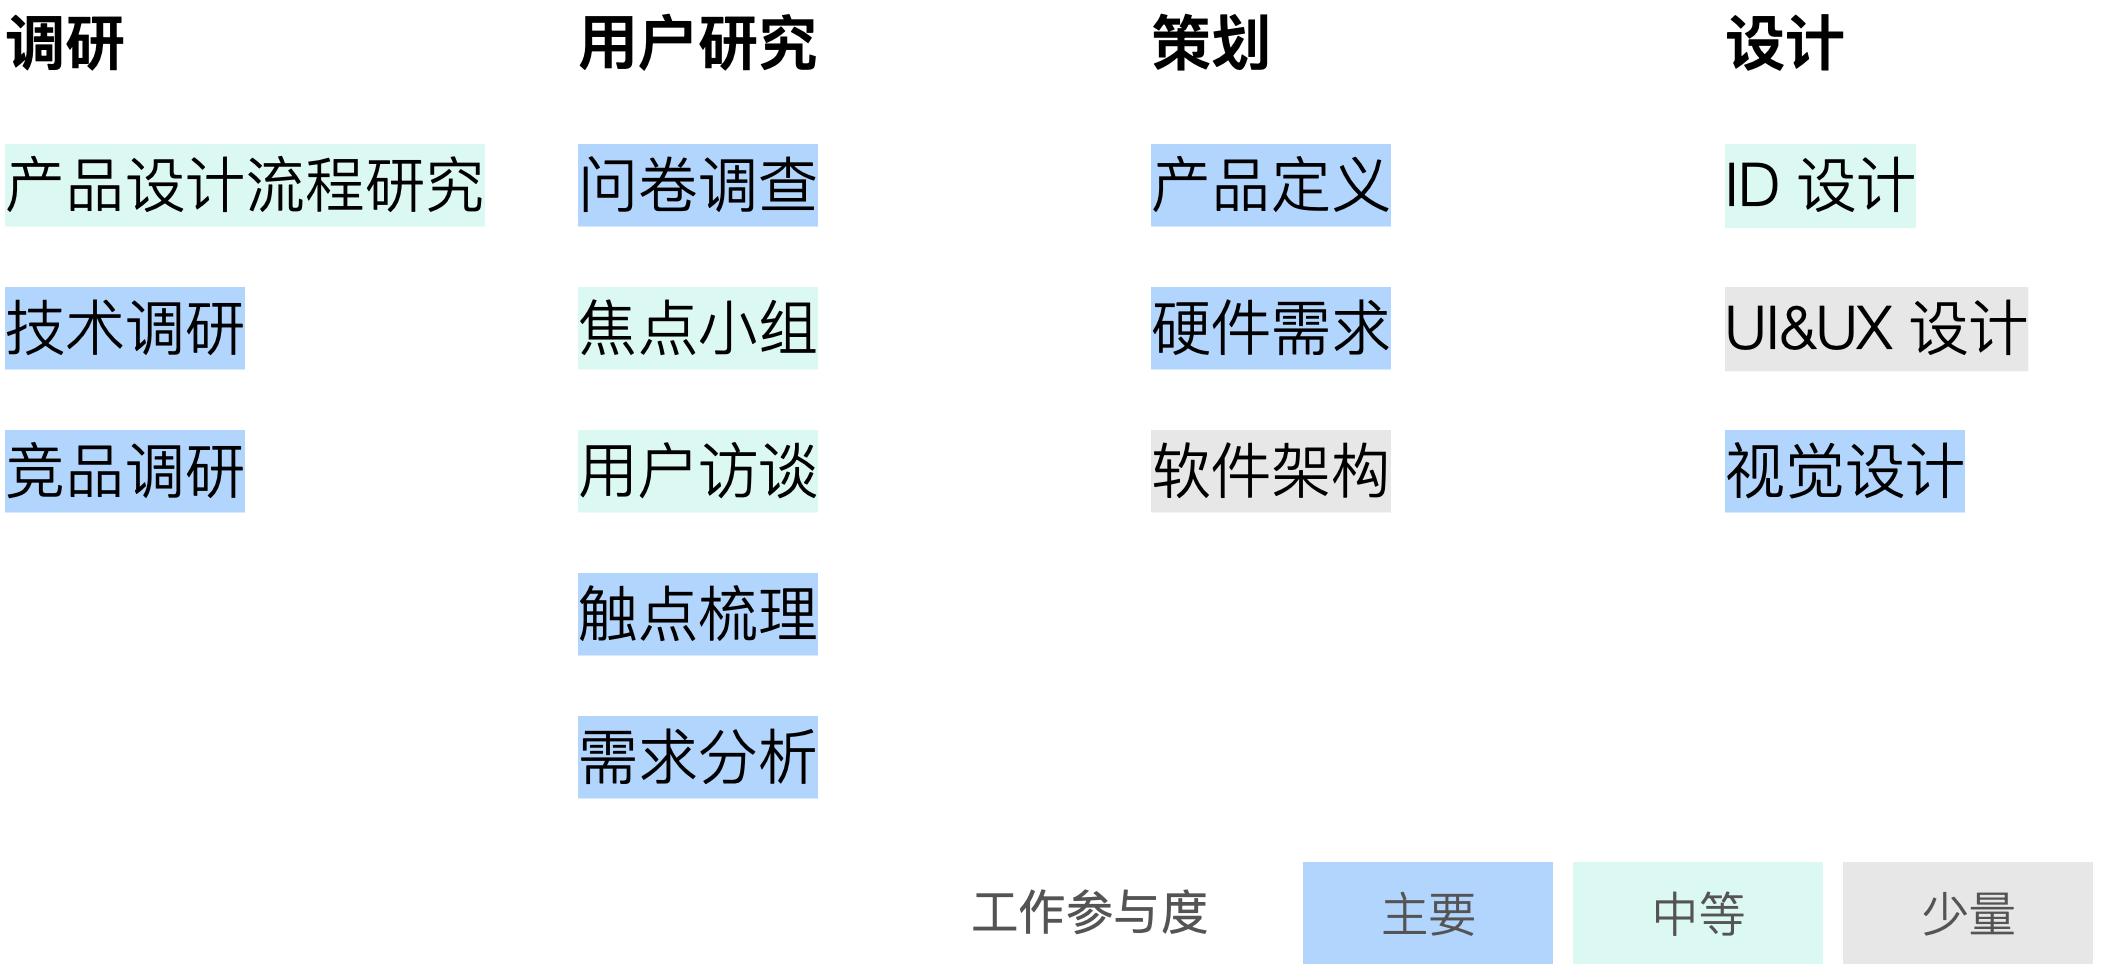 调研 用户研究 策划 设计
产品设计流程研究 问卷调查 产品定义 ID 设计
技术调研 焦点小组 硬件需求 UI&UX 设计
竞品调研 用户访谈 软件架构 视觉设计
触点梳理
需求分析
工作参与度 主要 中等 少量